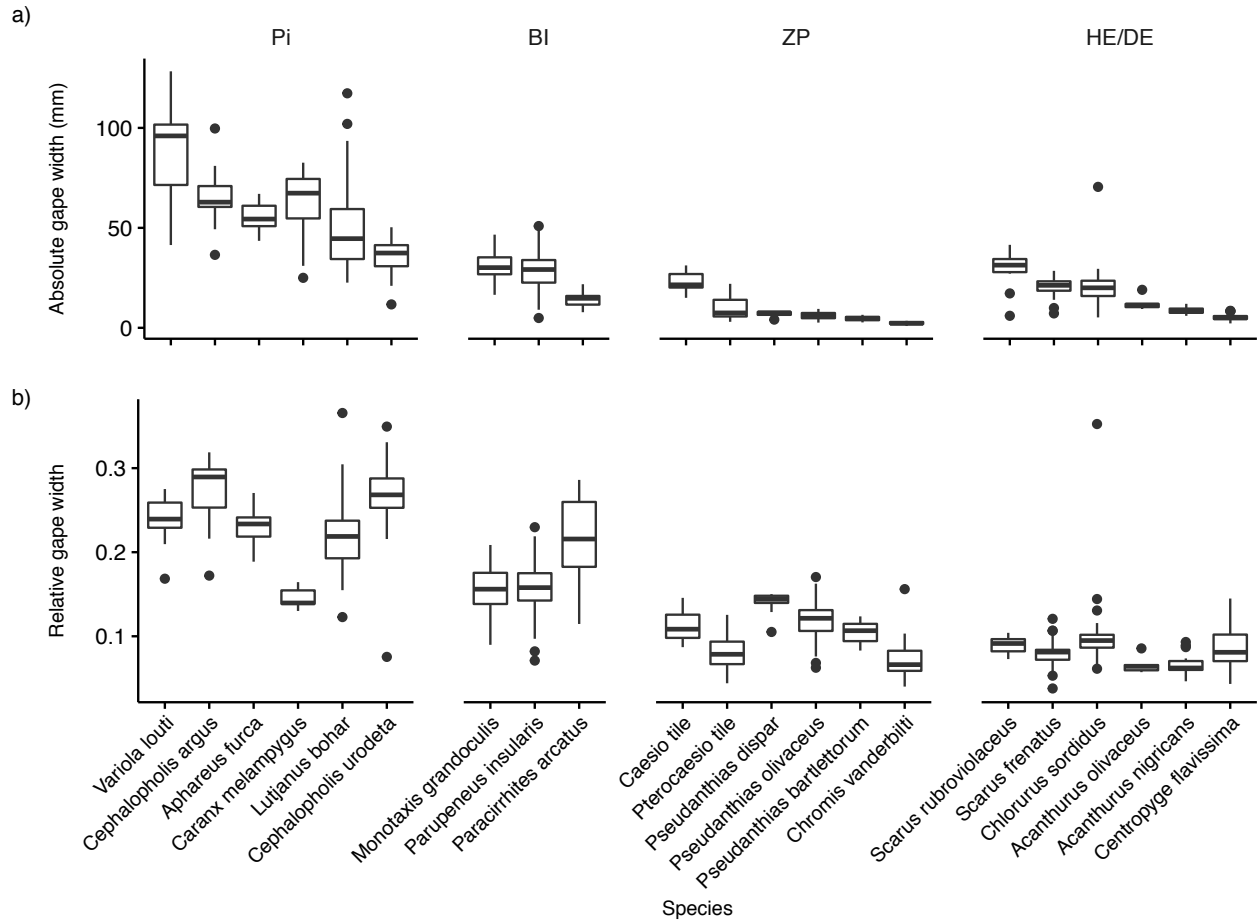 a)
Pi BI ZP HE/DE
Absolute gape width (mm)
100
50
0
b)
Relative gape width
0.3
0.2
0.1
Variola louti
Cephalopholis argus
Aphareus furca
Caranx melampygus
Lutjanus bohar
Cephalopholis urodeta
Monotaxis grandoculis
Parupeneus insularis
Paracirrhites arcatus
Caesio tile
Pterocaesio tile
Pseudanthias dispar
Pseudanthias olivaceus
Pseudanthias bartlettorum
Chromis vanderbilti
Scarus rubroviolaceus
Scarus frenatus
Chlorurus sordidus
Acanthurus olivaceus
Acanthurus nigricans
Centropyge flavissima
Species